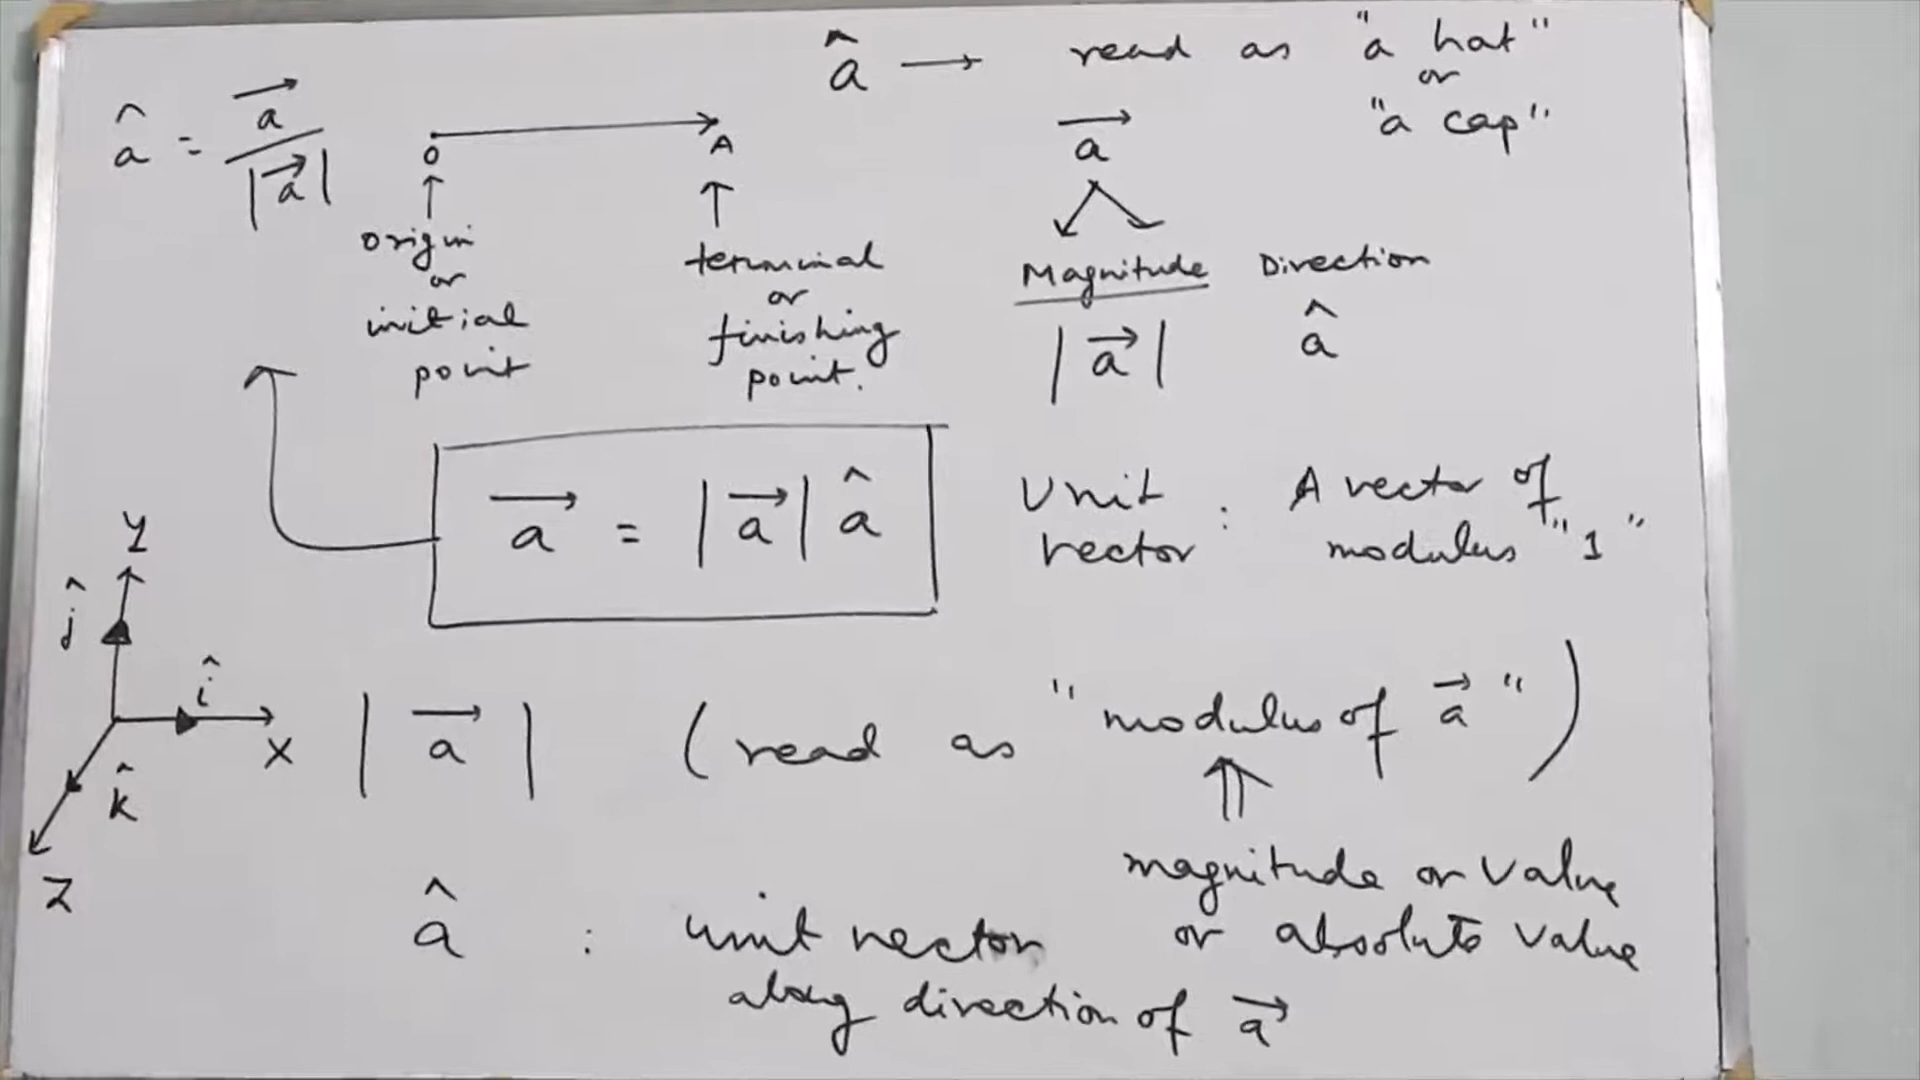 â → read as "a hat"
or
"a cap"
â = a⃗ / |a⃗|
O A
origin
or
initial
point
terminal
or
finishing
point.
a⃗
Magnitude Direction
|a⃗| â
a⃗ = |a⃗| â
Unit vector : A vector of
modulus "1"
Y
ĵ
î
X
k̂
Z
|a⃗| (read as "modulus of a⃗")
magnitude or value
or absolute value
â : unit vector
along direction of a⃗